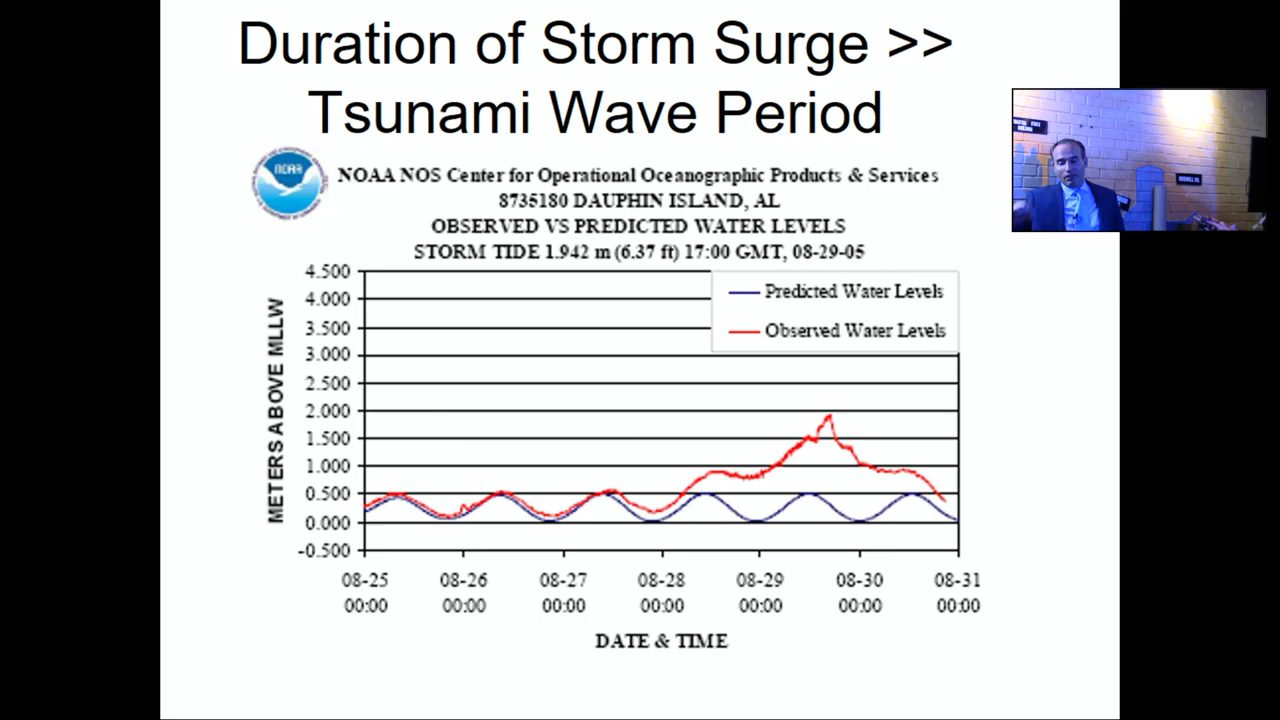 Duration of Storm Surge >>
Tsunami Wave Period
NOAA
NOAA NOS Center for Operational Oceanographic Products & Services
8735180 DAUPHIN ISLAND, AL
OBSERVED VS PREDICTED WATER LEVELS
STORM TIDE 1.942 m (6.37 ft) 17:00 GMT, 08-29-05
METERS ABOVE MLLW
4.500
4.000
3.500
3.000
2.500
2.000
1.500
1.000
0.500
0.000
-0.500
Predicted Water Levels
Observed Water Levels
08-25 08-26 08-27 08-28 08-29 08-30 08-31
00:00 00:00 00:00 00:00 00:00 00:00 00:00
DATE & TIME